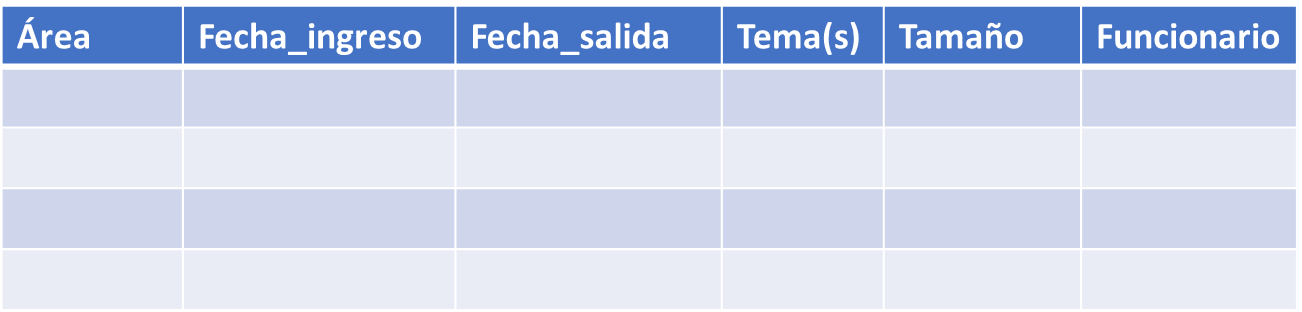 Área Fecha_ingreso Fecha_salida Tema(s) Tamaño Funcionario